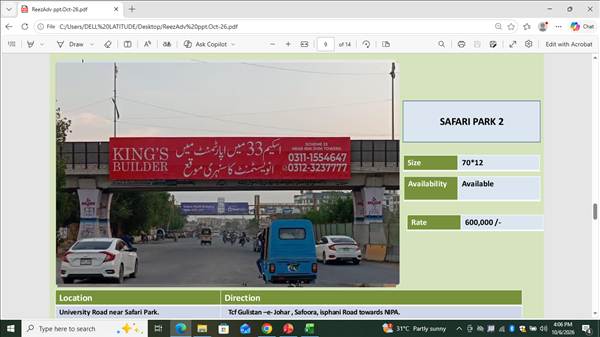 ReezAdv-ppt.Oct-26.pdf
File
C:/Users/DELL%20LATITUDE/Desktop/ReezAdv%20ppt.Oct-26.pdf
Copilot
Ask Copilot
9 of 14
Edit with Acrobat
SAFARI PARK 2
KING'S
BUILDER
اسکیم 33 میں اپارٹمنٹ میں
انویسٹمنٹ کا سنہری موقع
0311-1554647
0312-3237777
Size 70*12
Availability Available
Rate 600,000 /-
Location Direction
University Road near Safari Park. Tcf Gulistan –e- Johar , Safoora, isphani Road towards NIPA.
Type here to search
31°C Partly sunny
4:06 PM
10/6/2026